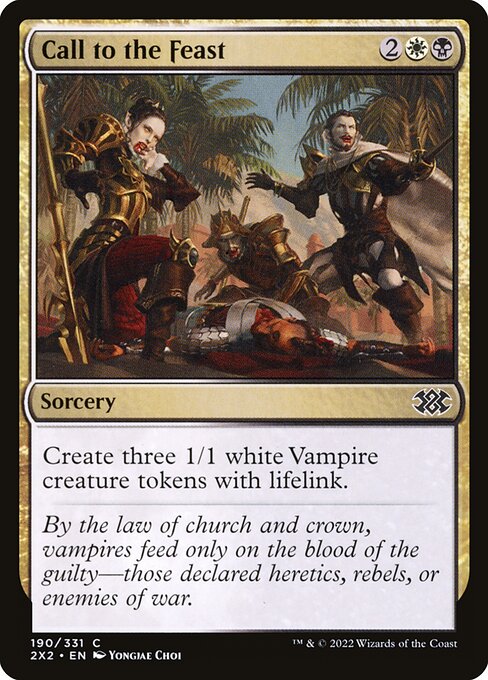 Call to the Feast 2
Sorcery
Create three 1/1 white Vampire
creature tokens with lifelink.
By the law of church and crown,
vampires feed only on the blood of the
guilty—those declared heretics, rebels, or
enemies of war.
190/331 C
2X2 • EN Yongjae Choi
™ & © 2022 Wizards of the Coast